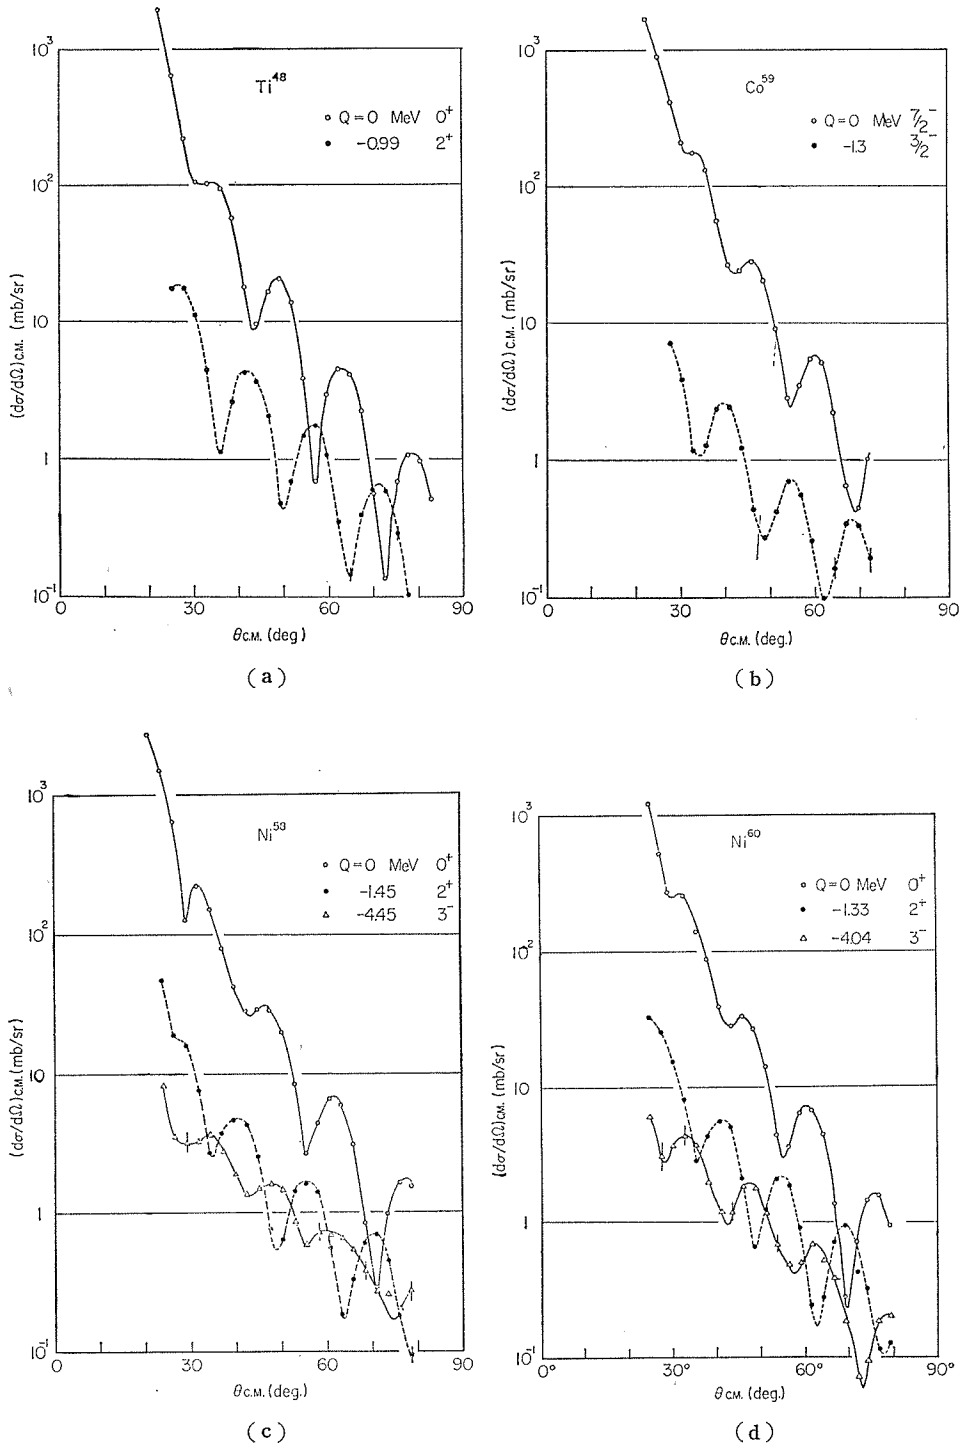 Ti⁴⁸
Q=0 MeV 0⁺
-0.99 2⁺
10³
10²
10
1
10⁻¹
(dσ/dΩ)C.M. (mb/sr)
0 30 60 90
θC.M. (deg)
(a)
Co⁵⁹
Q=0 MeV 7/2⁻
-1.3 3/2⁻
10³
10²
10
1
10⁻¹
(dσ/dΩ)C.M. (mb/sr)
0 30 60 90
θC.M. (deg.)
(b)
Ni
Q=0 MeV 0⁺
-1.45 2⁺
-4.45 3⁻
10³
10²
10
1
10⁻¹
(dσ/dΩ)C.M. (mb/sr)
0 30 60 90
θC.M. (deg.)
(c)
Ni⁶⁰
Q=0 MeV 0⁺
-1.33 2⁺
-4.04 3⁻
10³
10²
10
1
10⁻¹
(dσ/dΩ)C.M. (mb/sr)
0° 30° 60° 90°
θC.M. (deg.)
(d)